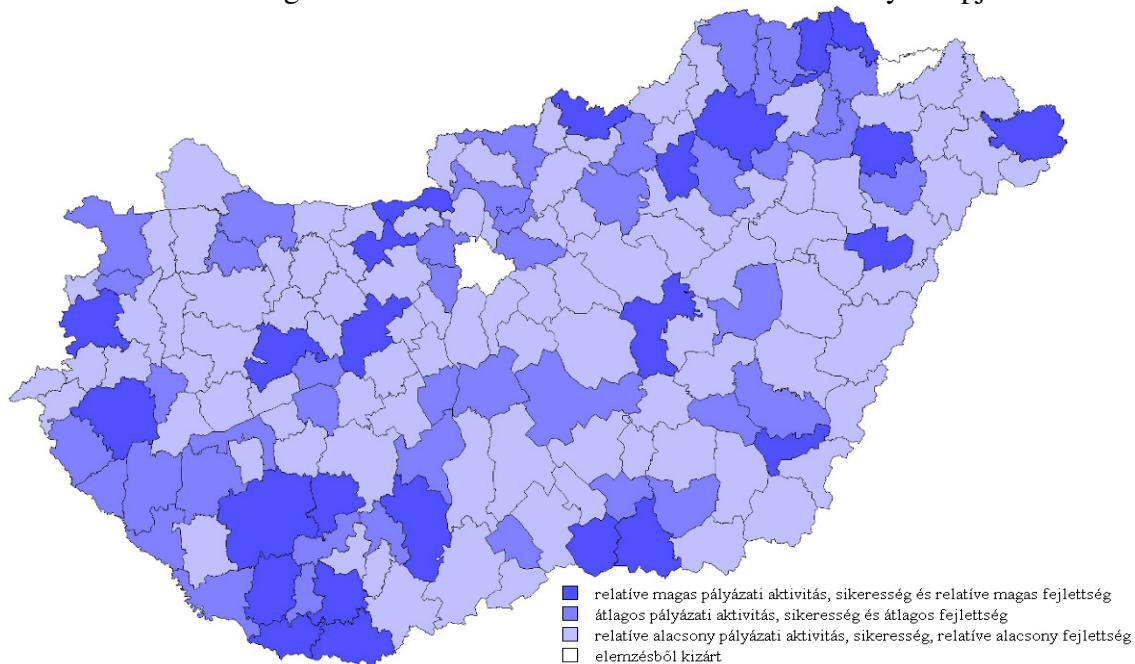 relatíve magas pályázati aktivitás, sikeresség és relatíve magas fejlettség
átlagos pályázati aktivitás, sikeresség és átlagos fejlettség
relatíve alacsony pályázati aktivitás, sikeresség, relatíve alacsony fejlettség
elemzésből kizárt